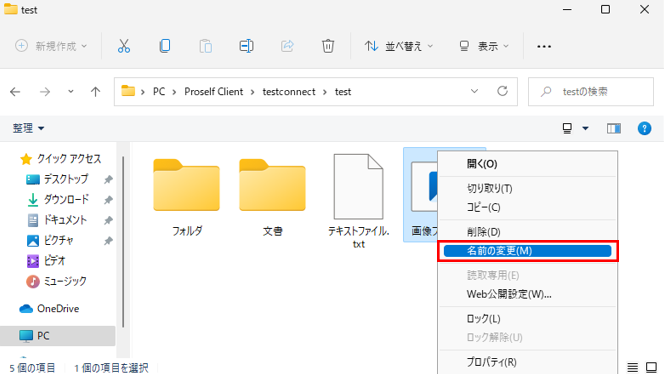 test
新規作成
並べ替え
表示
PC > Proself Client > testconnect > test
testの検索
整理
クイック アクセス
デスクトップ
ダウンロード
ドキュメント
ピクチャ
ビデオ
ミュージック
OneDrive
PC
フォルダ
文書
テキストファイル.
txt
画像フ
開く(O)
切り取り(T)
コピー(C)
削除(D)
名前の変更(M)
読取専用(E)
Web公開設定(W)...
ロック(L)
ロック解除(U)
プロパティ(R)
5 個の項目
1 個の項目を選択